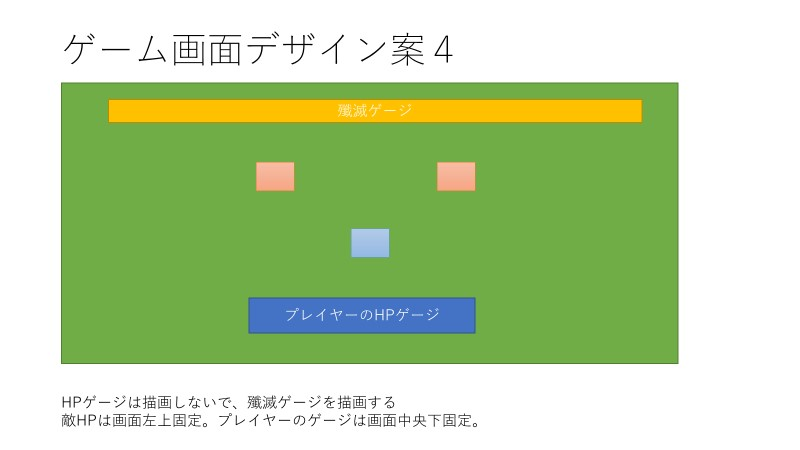 ゲーム画面デザイン案４
殲滅ゲージ
プレイヤーのHPゲージ
HPゲージは描画しないで、殲滅ゲージを描画する
敵HPは画面左上固定。プレイヤーのゲージは画面中央下固定。